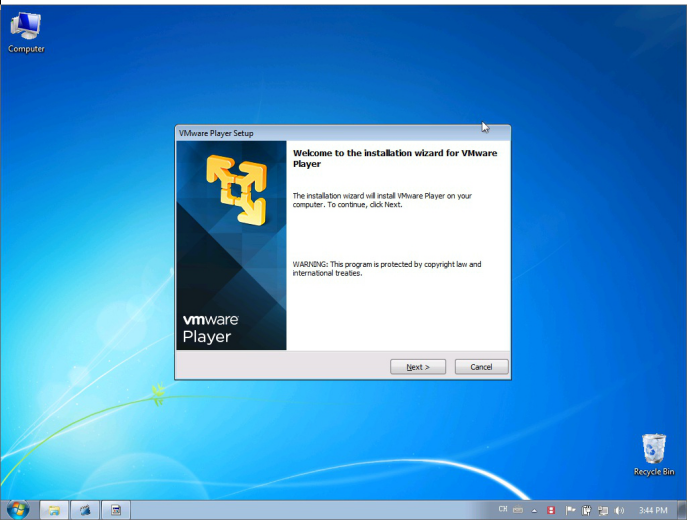 Computer
VMware Player Setup
Welcome to the installation wizard for VMware
Player
The installation wizard will install VMware Player on your
computer. To continue, click Next.
WARNING: This program is protected by copyright law and
international treaties.
vmware
Player
Next >
Cancel
Recycle Bin
CH
3:44 PM